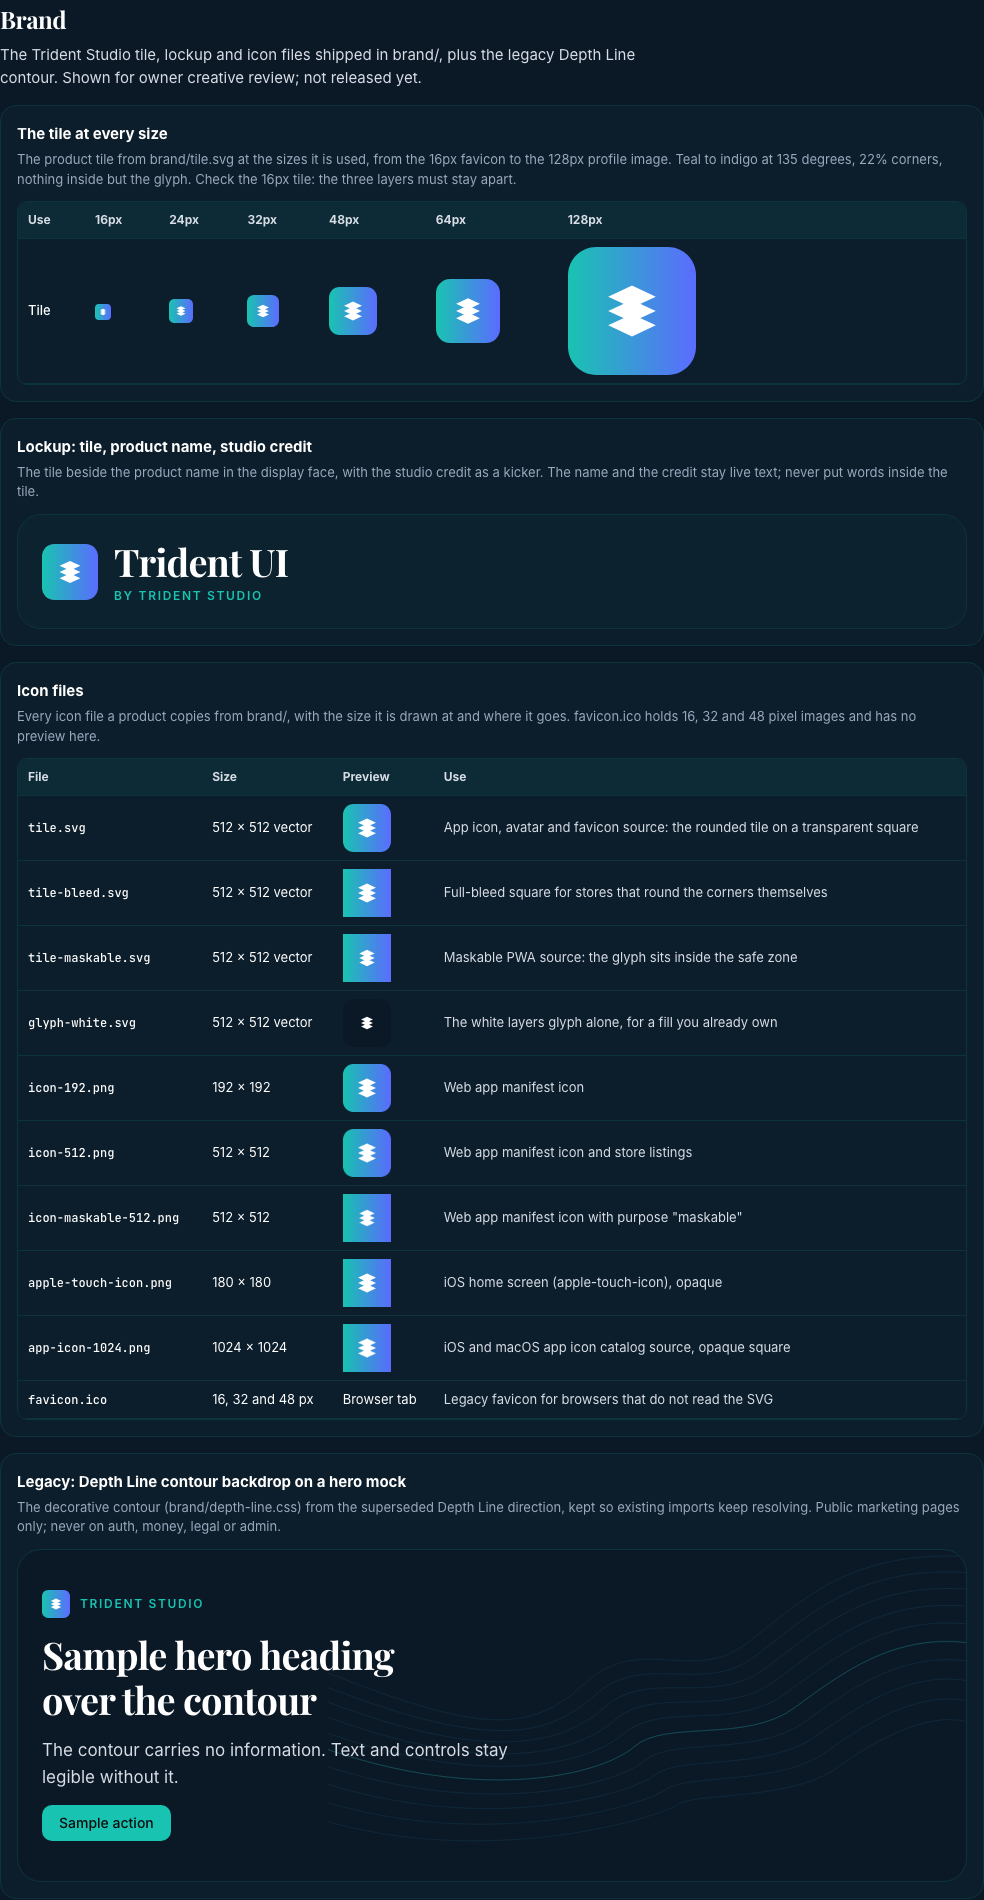 Brand
The Trident Studio tile, lockup and icon files shipped in brand/, plus the legacy Depth Line
contour. Shown for owner creative review; not released yet.
The tile at every size
The product tile from brand/tile.svg at the sizes it is used, from the 16px favicon to the 128px profile image. Teal to indigo at 135 degrees, 22% corners,
nothing inside but the glyph. Check the 16px tile: the three layers must stay apart.
Use 16px 24px 32px 48px 64px 128px
Tile
Lockup: tile, product name, studio credit
The tile beside the product name in the display face, with the studio credit as a kicker. The name and the credit stay live text; never put words inside the
tile.
Trident UI
BY TRIDENT STUDIO
Icon files
Every icon file a product copies from brand/, with the size it is drawn at and where it goes. favicon.ico holds 16, 32 and 48 pixel images and has no
preview here.
File Size Preview Use
tile.svg 512 × 512 vector App icon, avatar and favicon source: the rounded tile on a transparent square
tile-bleed.svg 512 × 512 vector Full-bleed square for stores that round the corners themselves
tile-maskable.svg 512 × 512 vector Maskable PWA source: the glyph sits inside the safe zone
glyph-white.svg 512 × 512 vector The white layers glyph alone, for a fill you already own
icon-192.png 192 × 192 Web app manifest icon
icon-512.png 512 × 512 Web app manifest icon and store listings
icon-maskable-512.png 512 × 512 Web app manifest icon with purpose "maskable"
apple-touch-icon.png 180 × 180 iOS home screen (apple-touch-icon), opaque
app-icon-1024.png 1024 × 1024 iOS and macOS app icon catalog source, opaque square
favicon.ico 16, 32 and 48 px Browser tab Legacy favicon for browsers that do not read the SVG
Legacy: Depth Line contour backdrop on a hero mock
The decorative contour (brand/depth-line.css) from the superseded Depth Line direction, kept so existing imports keep resolving. Public marketing pages
only; never on auth, money, legal or admin.
TRIDENT STUDIO
Sample hero heading
over the contour
The contour carries no information. Text and controls stay
legible without it.
Sample action